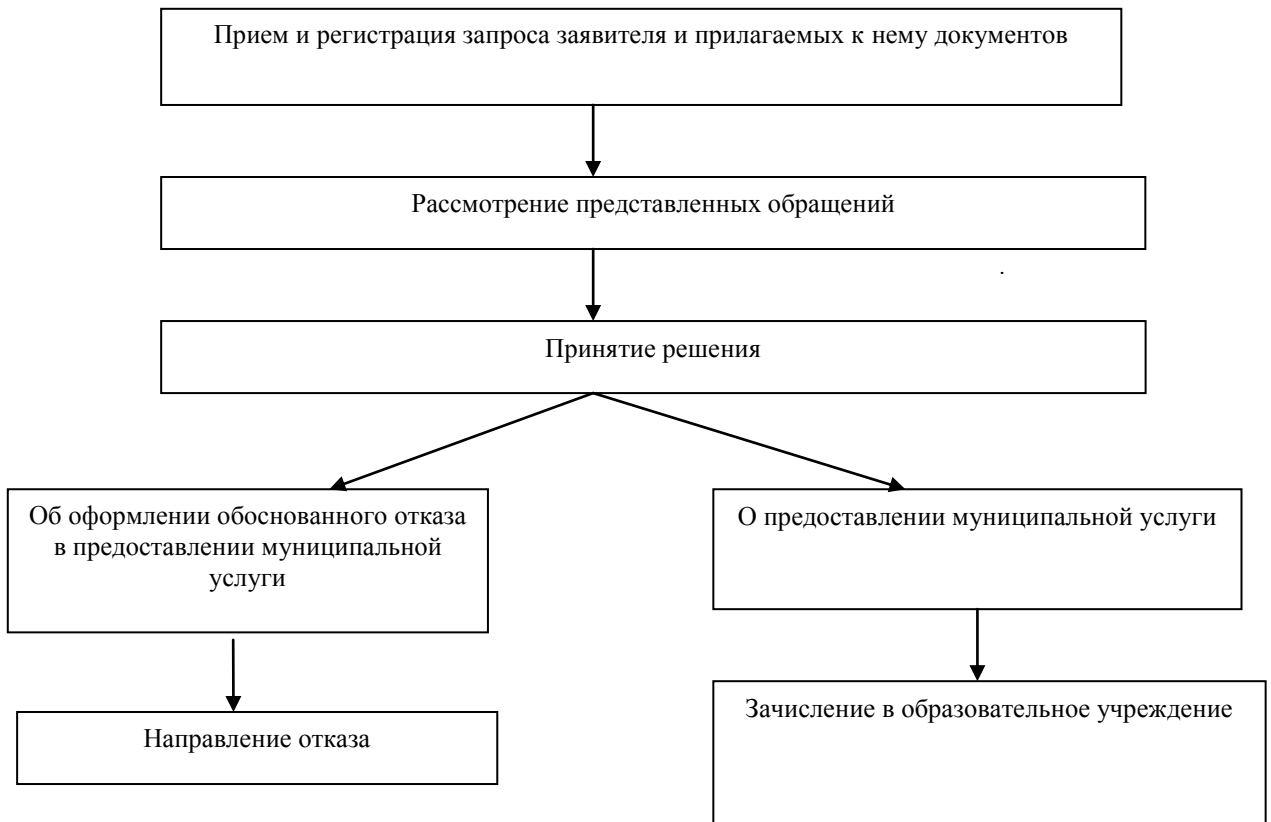 Прием и регистрация запроса заявителя и прилагаемых к нему документов
Рассмотрение представленных обращений
.
Принятие решения
Об оформлении обоснованного отказа
в предоставлении муниципальной
услуги
О предоставлении муниципальной услуги
Направление отказа
Зачисление в образовательное учреждение